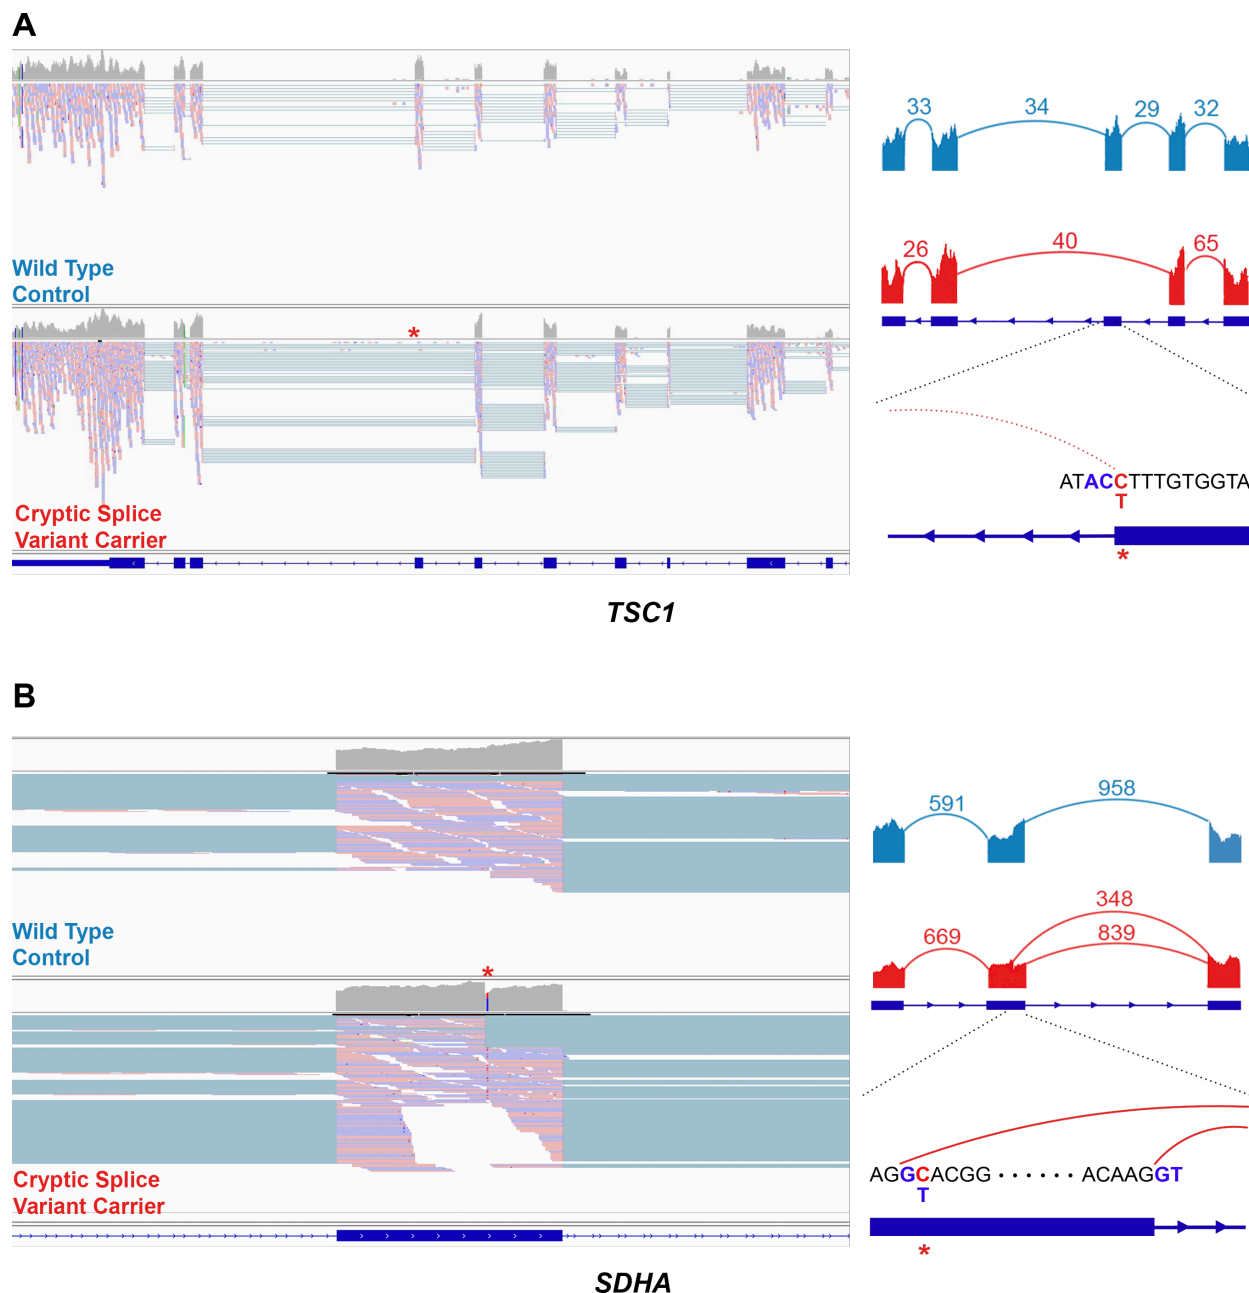 A
33
34
29
32
Wild Type
Control
26
40
65
*
Cryptic Splice
Variant Carrier
ATACCTTTGTGGTA
T
*
TSC1
B
591
958
Wild Type
Control
*
669
348
839
Cryptic Splice
Variant Carrier
AGGCACGG · · · · · · ACAAGGT
T
*
SDHA